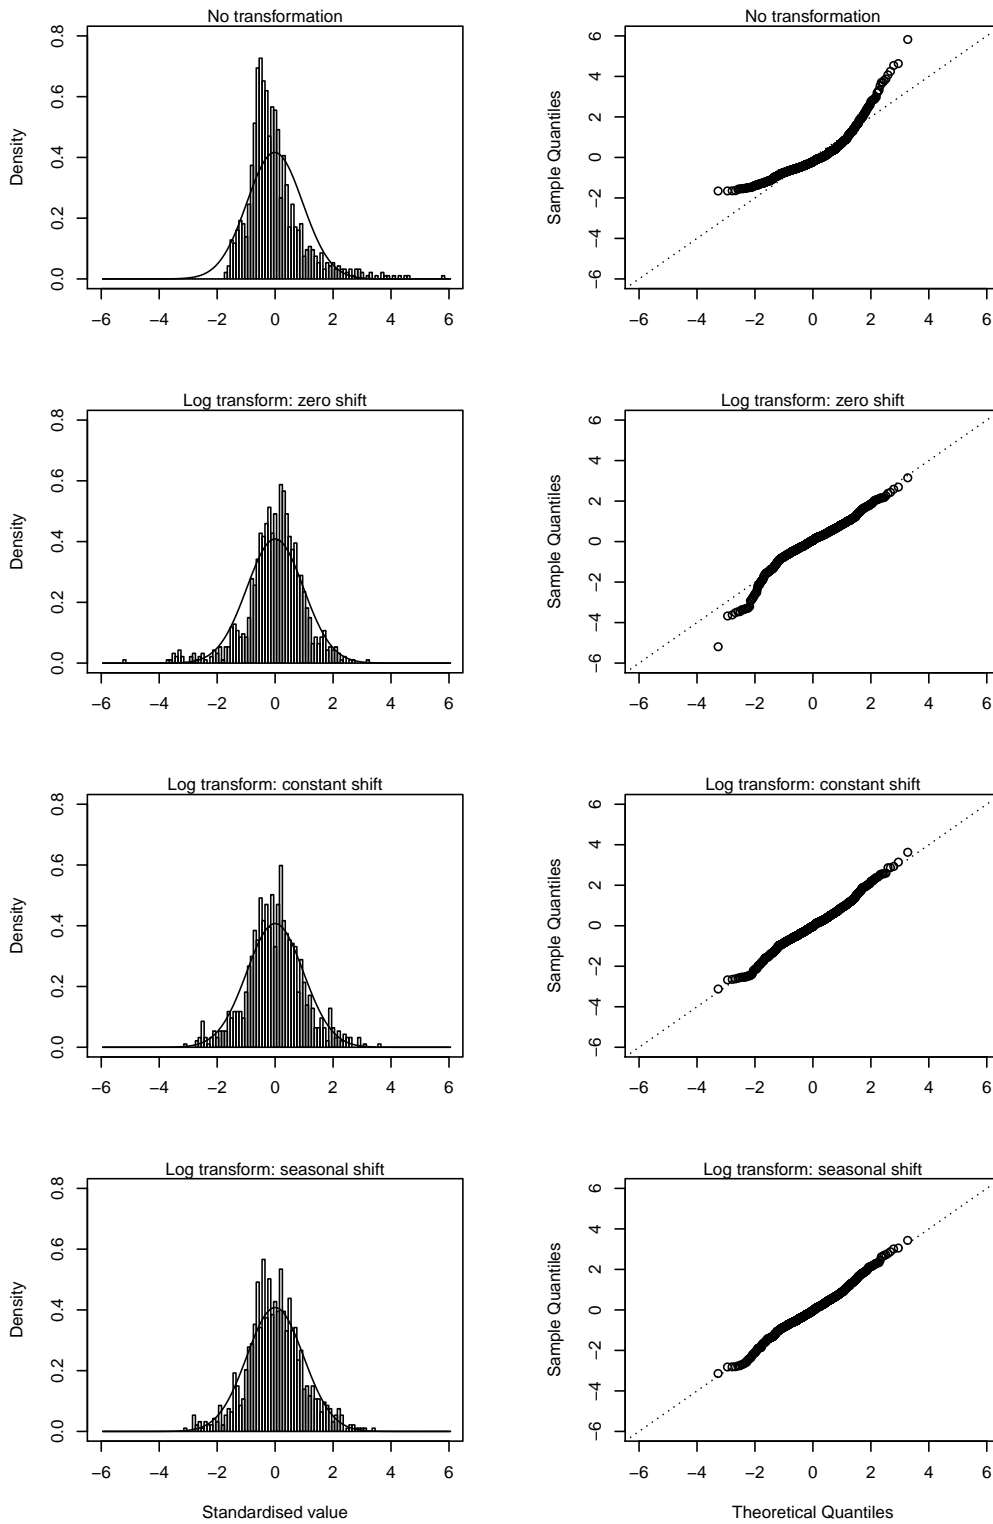 No transformation
Density
0.0 0.2 0.4 0.6 0.8
−6 −4 −2 0 2 4 6
No transformation
Sample Quantiles
−6 −4 −2 0 2 4 6
−6 −4 −2 0 2 4 6
Log transform: zero shift
Density
0.0 0.2 0.4 0.6 0.8
−6 −4 −2 0 2 4 6
Log transform: zero shift
Sample Quantiles
−6 −4 −2 0 2 4 6
−6 −4 −2 0 2 4 6
Log transform: constant shift
Density
0.0 0.2 0.4 0.6 0.8
−6 −4 −2 0 2 4 6
Log transform: constant shift
Sample Quantiles
−6 −4 −2 0 2 4 6
−6 −4 −2 0 2 4 6
Log transform: seasonal shift
Density
0.0 0.2 0.4 0.6 0.8
−6 −4 −2 0 2 4 6
Standardised value
Log transform: seasonal shift
Sample Quantiles
−6 −4 −2 0 2 4 6
−6 −4 −2 0 2 4 6
Theoretical Quantiles